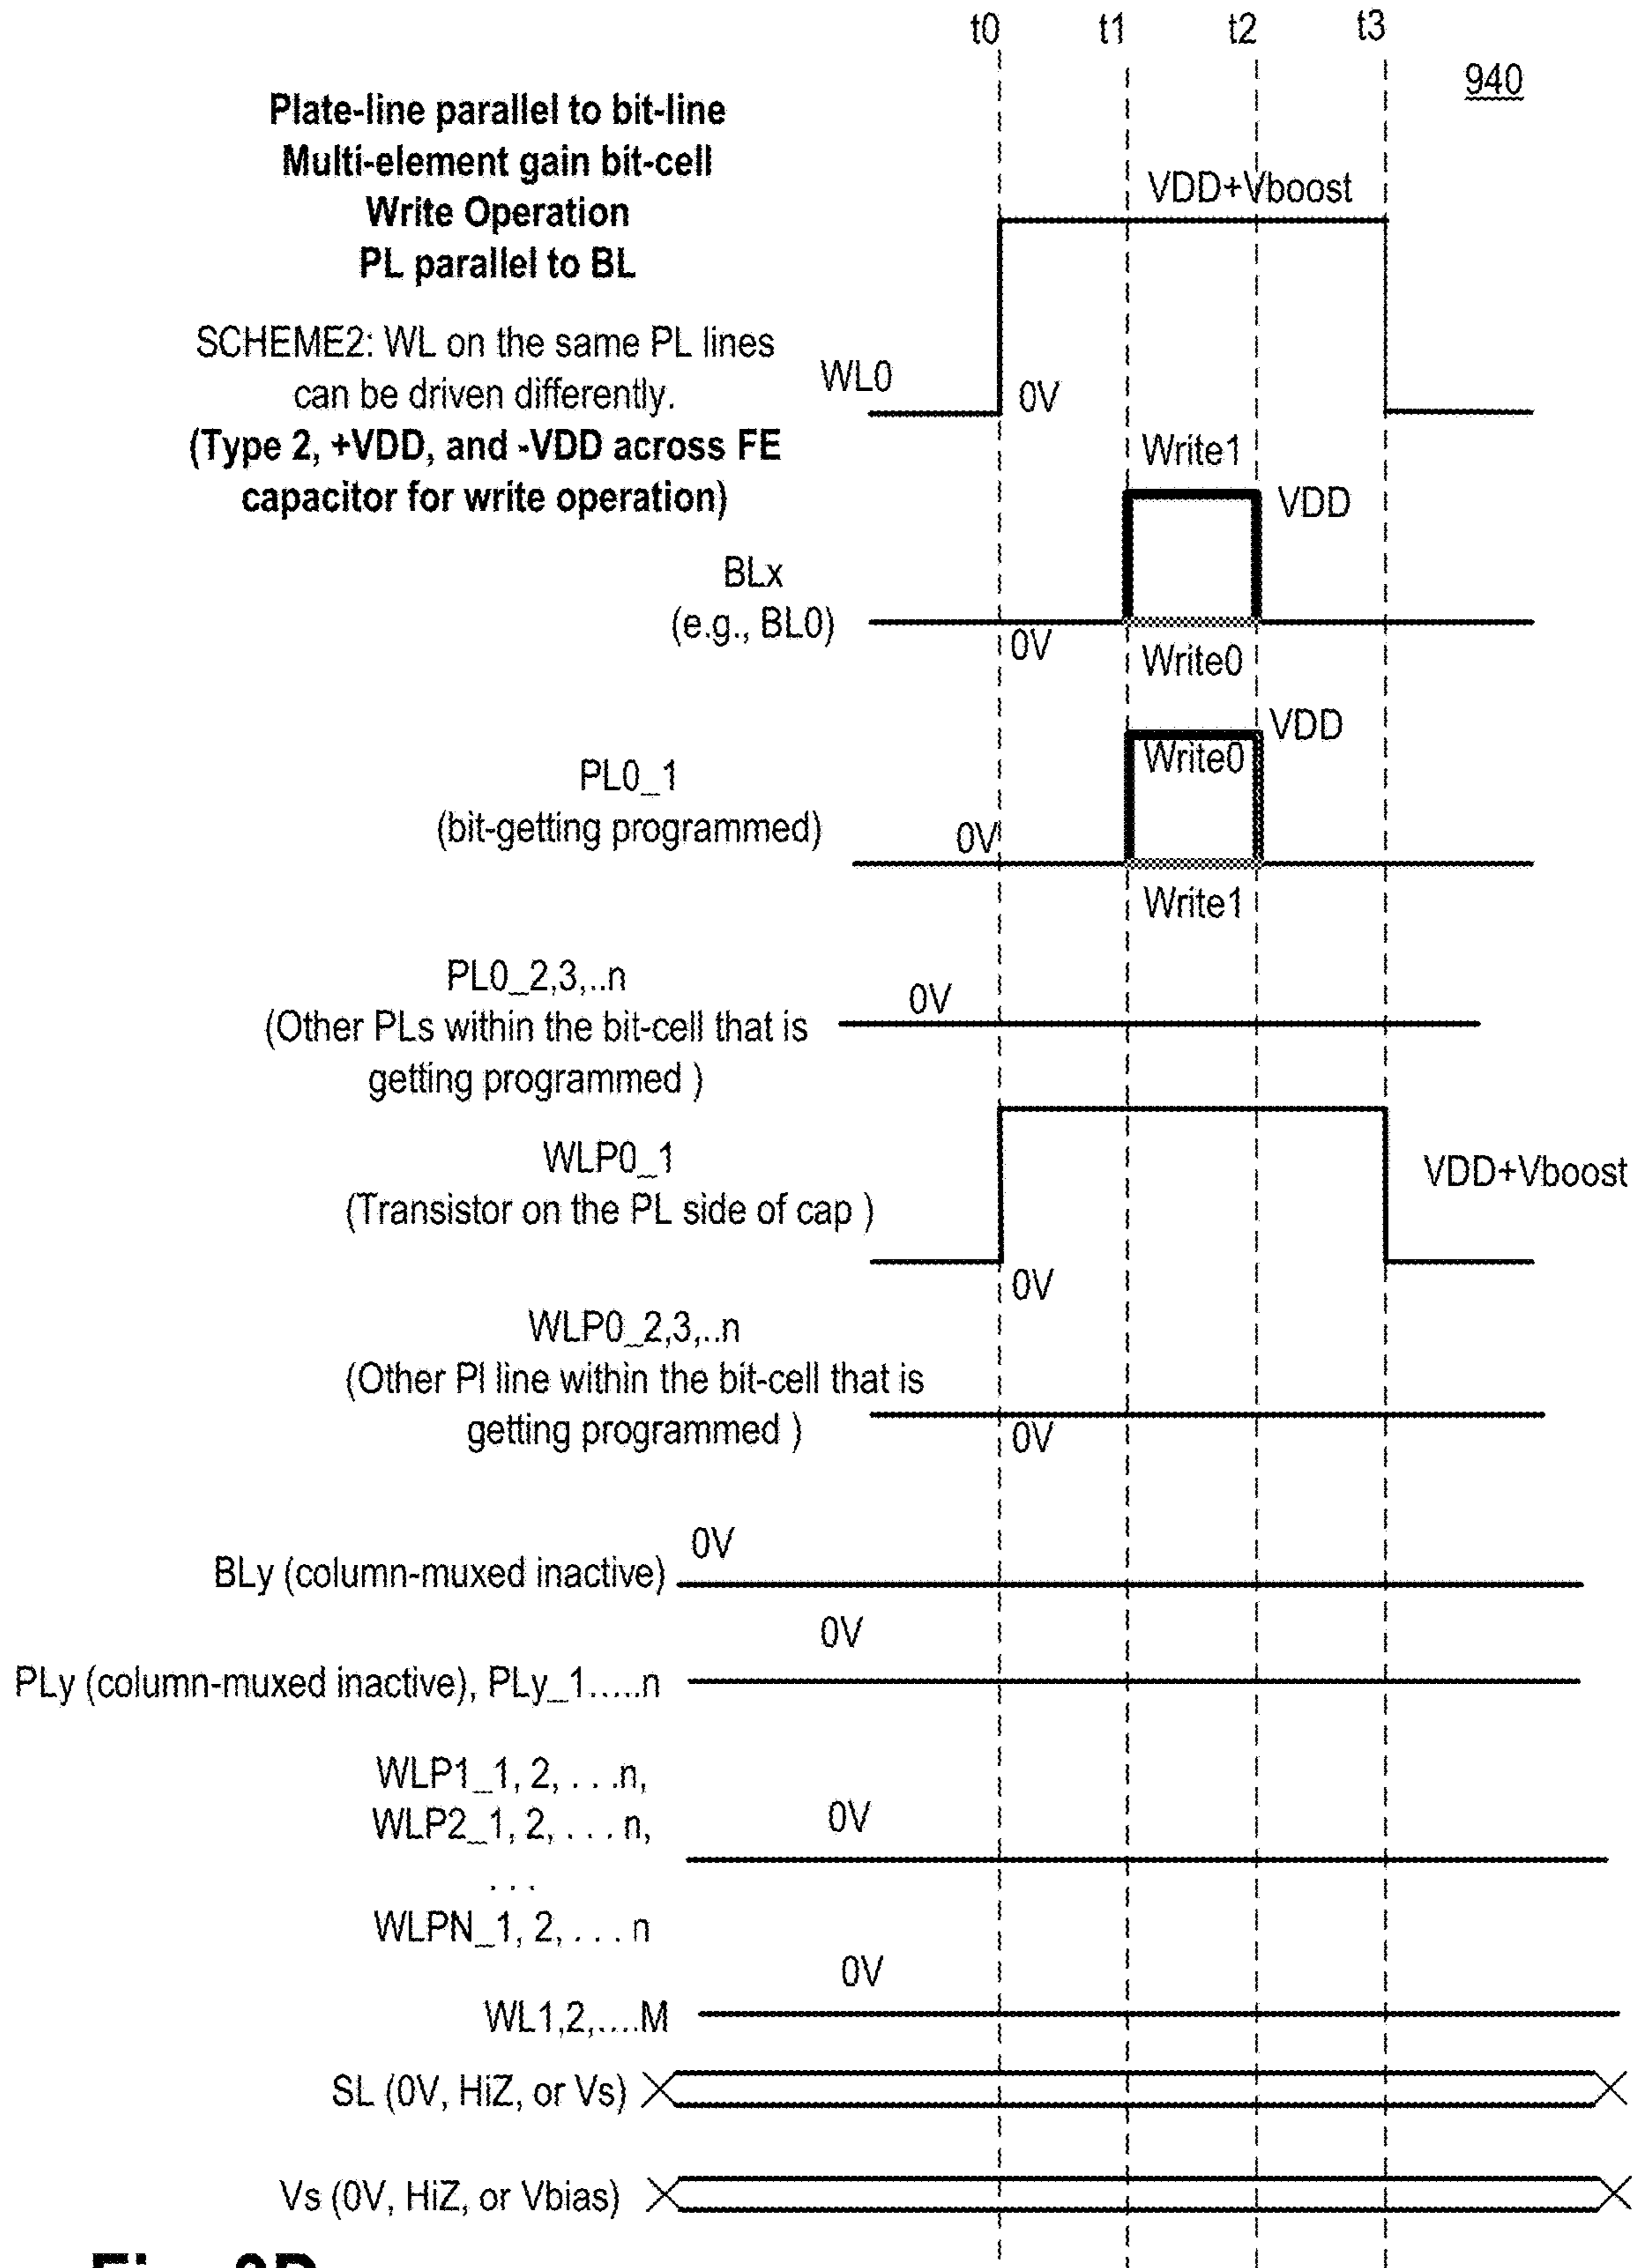 t0 t1 t2 t3
940
Plate-line parallel to bit-line
Multi-element gain bit-cell
Write Operation
PL parallel to BL
VDD+Vboost
SCHEME2: WL on the same PL lines
can be driven differently.
(Type 2, +VDD, and -VDD across FE
capacitor for write operation)
WL0
0V
Write1
VDD
BLx
(e.g., BL0)
0V
Write0
VDD
Write0
PL0_1
(bit-getting programmed)
0V
Write1
PL0_2,3,..n
(Other PLs within the bit-cell that is
getting programmed )
0V
WLP0_1
(Transistor on the PL side of cap )
VDD+Vboost
0V
WLP0_2,3,..n
(Other Pl line within the bit-cell that is
getting programmed )
0V
0V
BLy (column-muxed inactive)
0V
PLy (column-muxed inactive), PLy_1.....n
WLP1_1, 2, . . .n,
WLP2_1, 2, . . . n,
. . .
WLPN_1, 2, . . . n
0V
0V
WL1,2,....M
SL (0V, HiZ, or Vs)
Vs (0V, HiZ, or Vbias)